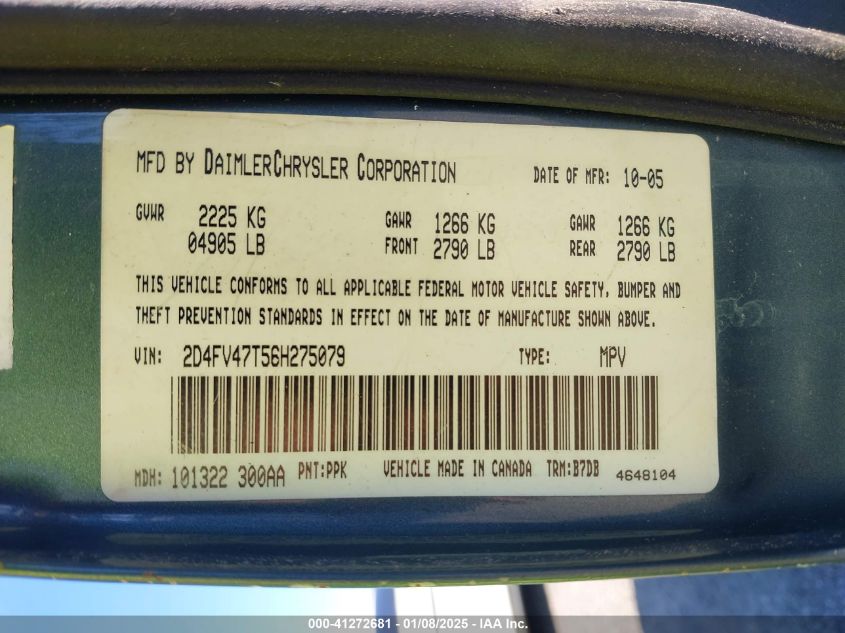 MFD BY DAIMLERCHRYSLER CORPORATION DATE OF MFR: 10-05
GVWR 2225 KG GAWR 1266 KG GAWR 1266 KG
04905 LB FRONT 2790 LB REAR 2790 LB
THIS VEHICLE CONFORMS TO ALL APPLICABLE FEDERAL MOTOR VEHICLE SAFETY, BUMPER AND
THEFT PREVENTION STANDARDS IN EFFECT ON THE DATE OF MANUFACTURE SHOWN ABOVE.
VIN: 2D4FV47T56H275079 TYPE: MPV
MDH: 101322 300AA PNT:PPK VEHICLE MADE IN CANADA TRM:B7DB 4648104
000-41272681 - 01/08/2025 - IAA Inc.